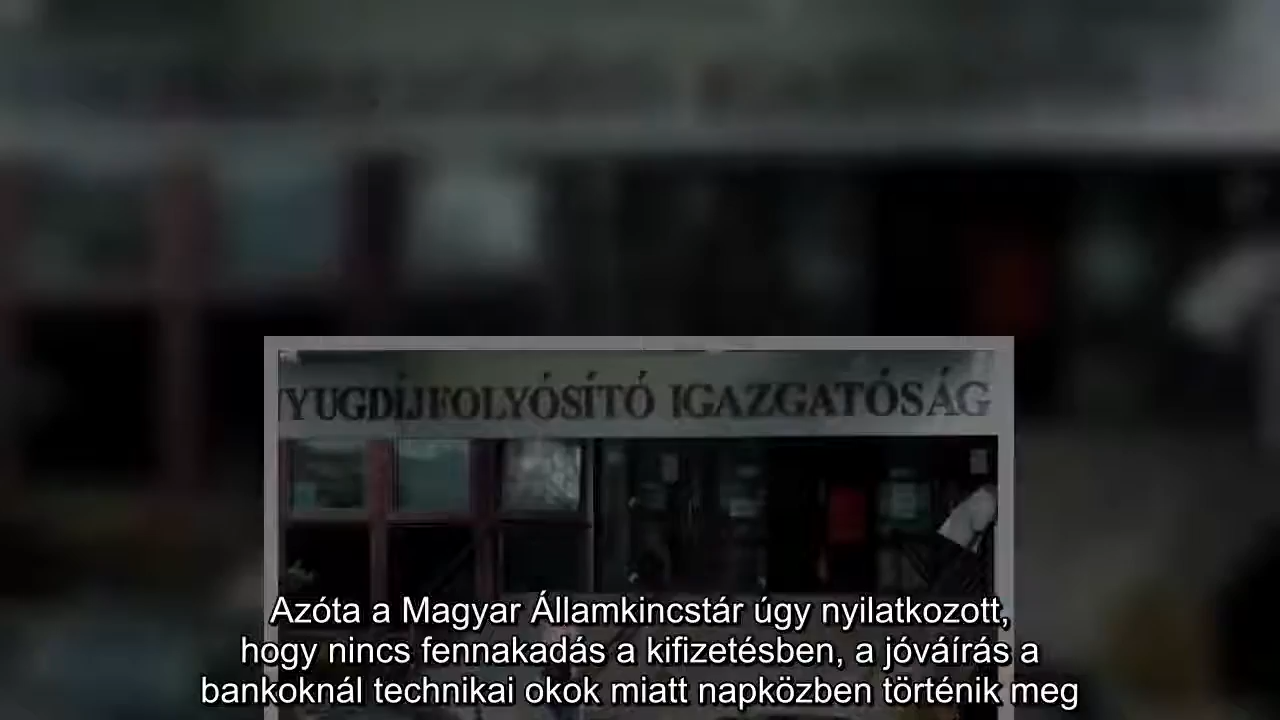 YUGDÍJFOLYÓSÍTÓ IGAZGATÓSÁG
Azóta a Magyar Államkincstár úgy nyilatkozott,
hogy nincs fennakadás a kifizetésben, a jóváírás a
bankoknál technikai okok miatt napközben történik meg